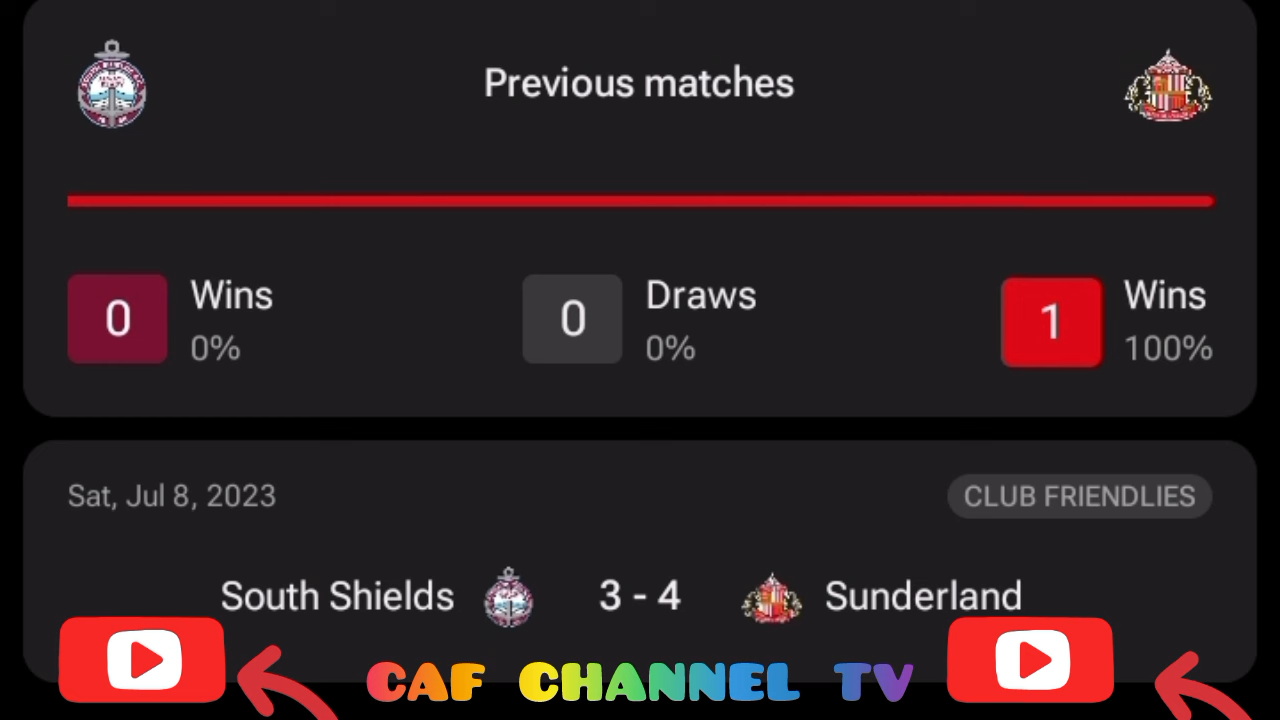 Previous matches
0 Wins 0 Draws 1 Wins
0% 0% 100%
Sat, Jul 8, 2023 CLUB FRIENDLIES
South Shields 3 - 4 Sunderland
CAF CHANNEL TV